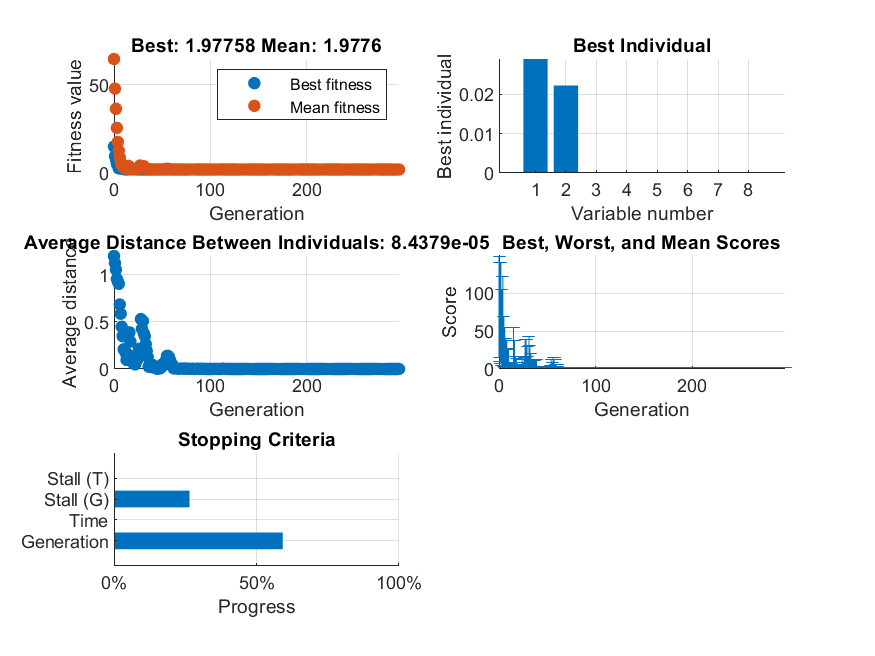 Best: 1.97758 Mean: 1.9776
Fitness value
50
0
Best fitness
Mean fitness
0 100 200
Generation
Best Individual
Best individual
0.02
0.01
0
1 2 3 4 5 6 7 8
Variable number
Average Distance Between Individuals: 8.4379e-05
Average distance
1
0.5
0
0 100 200
Generation
Best, Worst, and Mean Scores
Score
100
50
0
0 100 200
Generation
Stopping Criteria
Stall (T)
Stall (G)
Time
Generation
0% 50% 100%
Progress